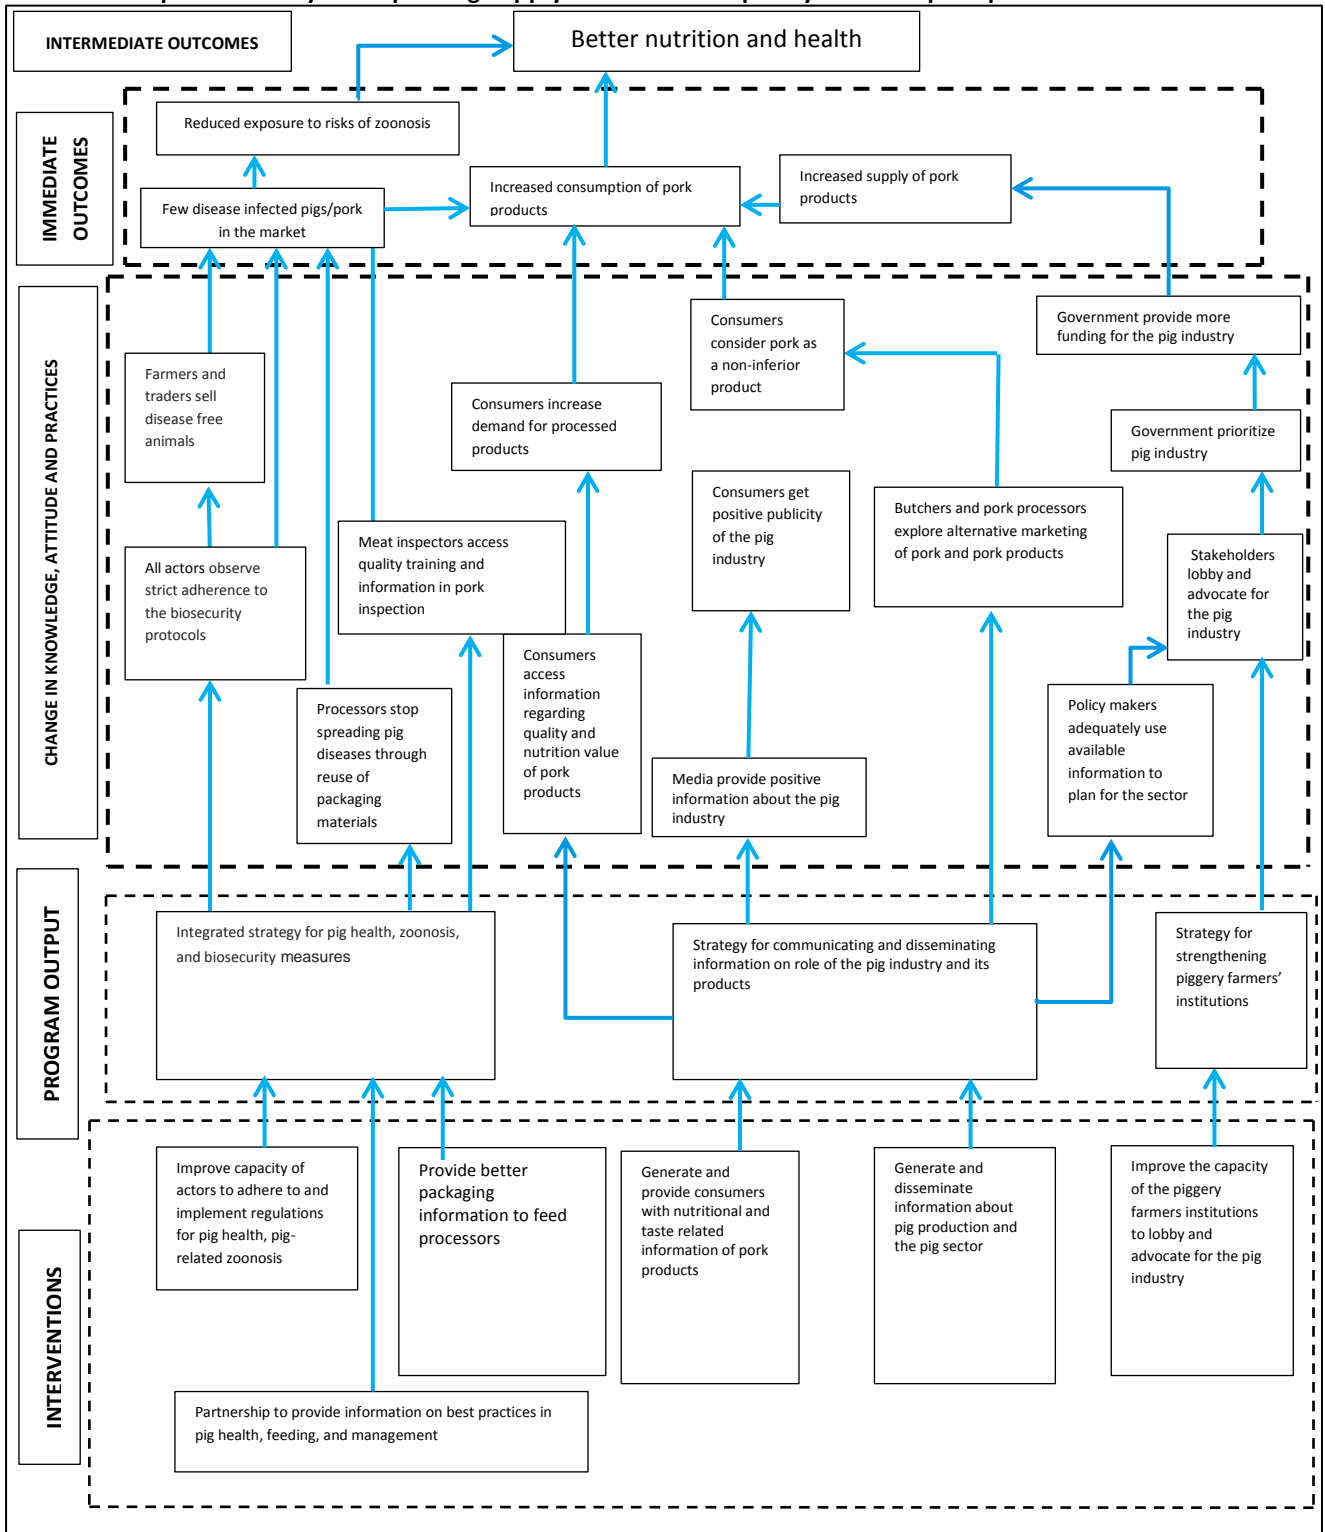 INTERMEDIATE OUTCOMES
Better nutrition and health
IMMEDIATE
OUTCOMES
Reduced exposure to risks of zoonosis
Few disease infected pigs/pork
in the market
Increased consumption of pork
products
Increased supply of pork
products
CHANGE IN KNOWLEDGE, ATTITUDE AND PRACTICES
Farmers and
traders sell
disease free
animals
Consumers increase
demand for processed
products
Consumers
consider pork as
a non-inferior
product
Government provide more
funding for the pig industry
Government prioritize
pig industry
All actors observe
strict adherence to
the biosecurity
protocols
Meat inspectors access
quality training and
information in pork
inspection
Consumers get
positive publicity
of the pig
industry
Butchers and pork processors
explore alternative marketing
of pork and pork products
Stakeholders
lobby and
advocate for
the pig
industry
Processors stop
spreading pig
diseases through
reuse of
packaging
materials
Consumers
access
information
regarding
quality and
nutrition value
of pork
products
Media provide positive
information about the pig
industry
Policy makers
adequately use
available
information to
plan for the sector
PROGRAM OUTPUT
Integrated strategy for pig health, zoonosis,
and biosecurity measures
Strategy for communicating and disseminating
information on role of the pig industry and its
products
Strategy for
strengthening
piggery farmers'
institutions
INTERVENTIONS
Improve capacity of
actors to adhere to and
implement regulations
for pig health, pig-
related zoonosis
Provide better
packaging
information to feed
processors
Generate and
provide consumers
with nutritional and
taste related
information of pork
products
Generate and
disseminate
information about
pig production and
the pig sector
Improve the capacity
of the piggery
farmers institutions
to lobby and
advocate for the pig
industry
Partnership to provide information on best practices in
pig health, feeding, and management